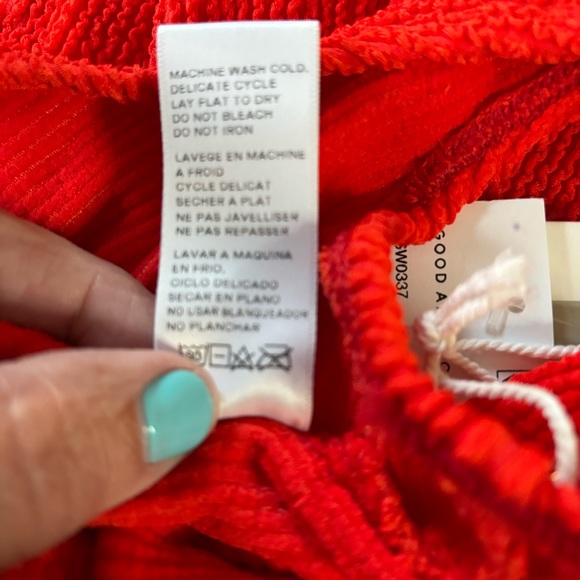 MACHINE WASH COLD,
DELICATE CYCLE
LAY FLAT TO DRY
DO NOT BLEACH
DO NOT IRON
LAVEGE EN MACHINE
A FROID
CYCLE DELICAT
SECHER A PLAT
NE PAS JAVELLISER
NE PAS REPASSER
LAVAR A MAQUINA
EN FRIO,
CICLO DELICADO
SECAR EN PLANO
NO USAR BLANQUEADOR
NO PLANCHAR
W0337
GOOD A